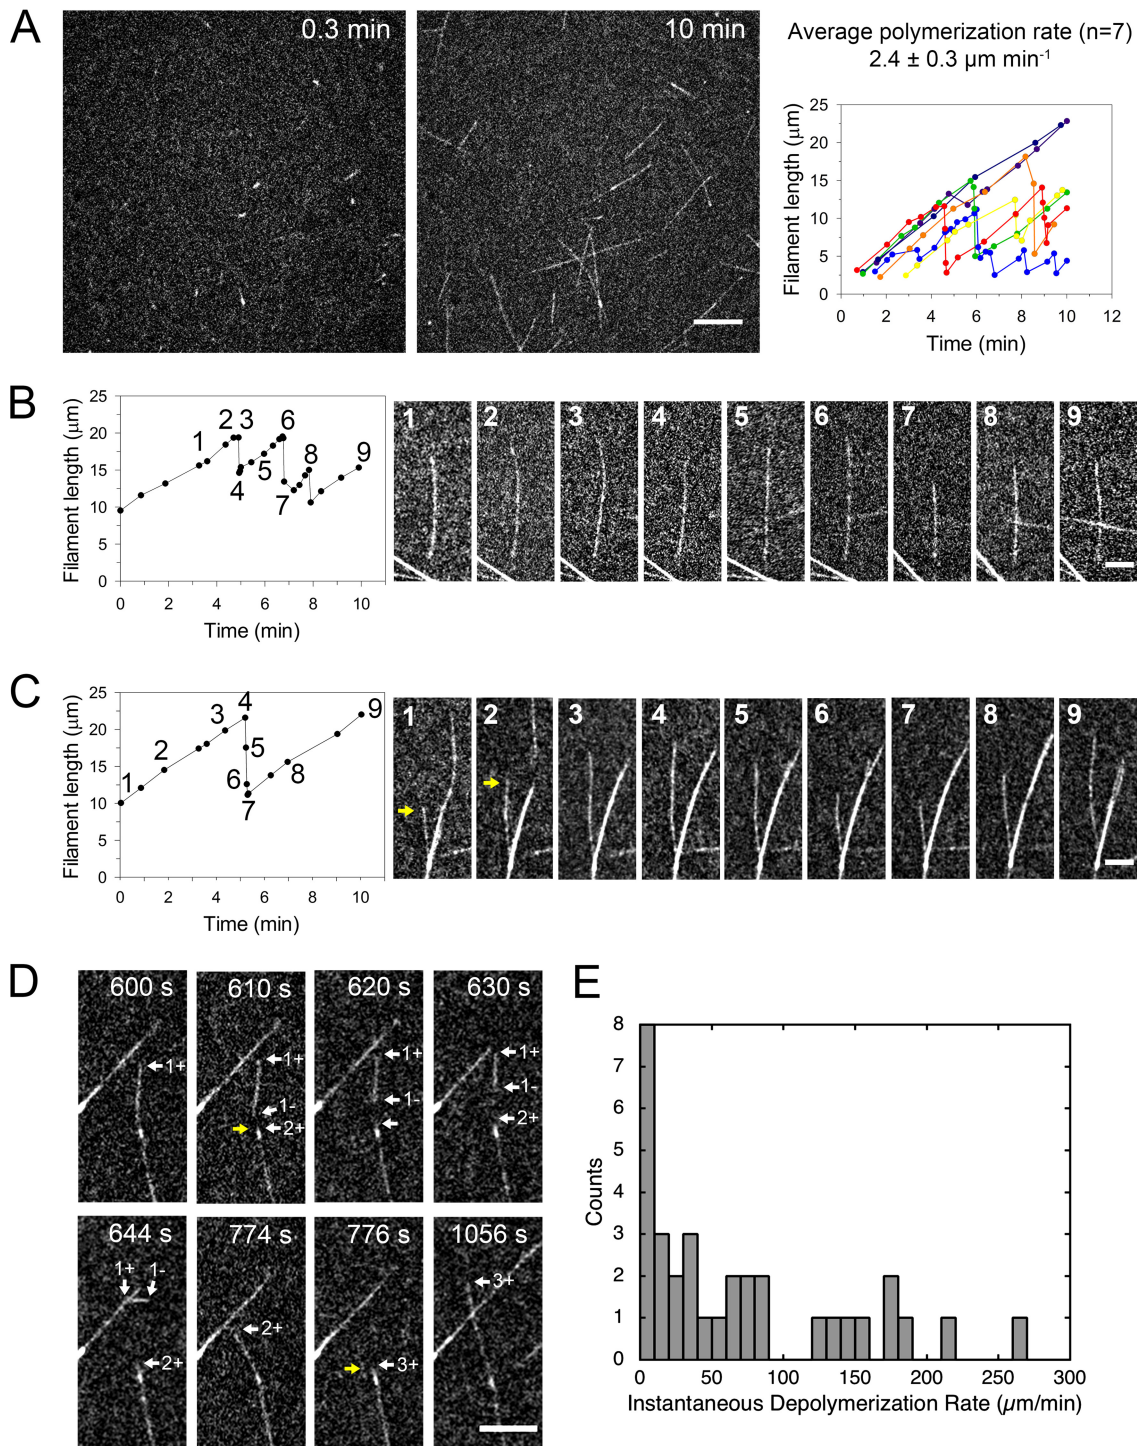 A
0.3 min
10 min
Average polymerization rate (n=7)
2.4 ± 0.3 µm min⁻¹
Filament length (µm)
25
20
15
10
5
0
0 2 4 6 8 10 12
Time (min)
B
Filament length (µm)
25
20
15
10
5
0
0 2 4 6 8 10
Time (min)
1 2 3 4 5 6 7 8 9
1 2 3 4 5 6 7 8 9
C
Filament length (µm)
25
20
15
10
5
0
0 2 4 6 8 10
Time (min)
1 2 3 4 5 6 7 8 9
1 2 3 4 5 6 7 8 9
D
600 s
1+
610 s
1+
1-
2+
620 s
1+
1-
630 s
1+
1-
2+
644 s
1+ 1-
2+
774 s
2+
776 s
3+
1056 s
3+
E
Counts
8
7
6
5
4
3
2
1
0
0 50 100 150 200 250 300
Instantaneous Depolymerization Rate (µm/min)